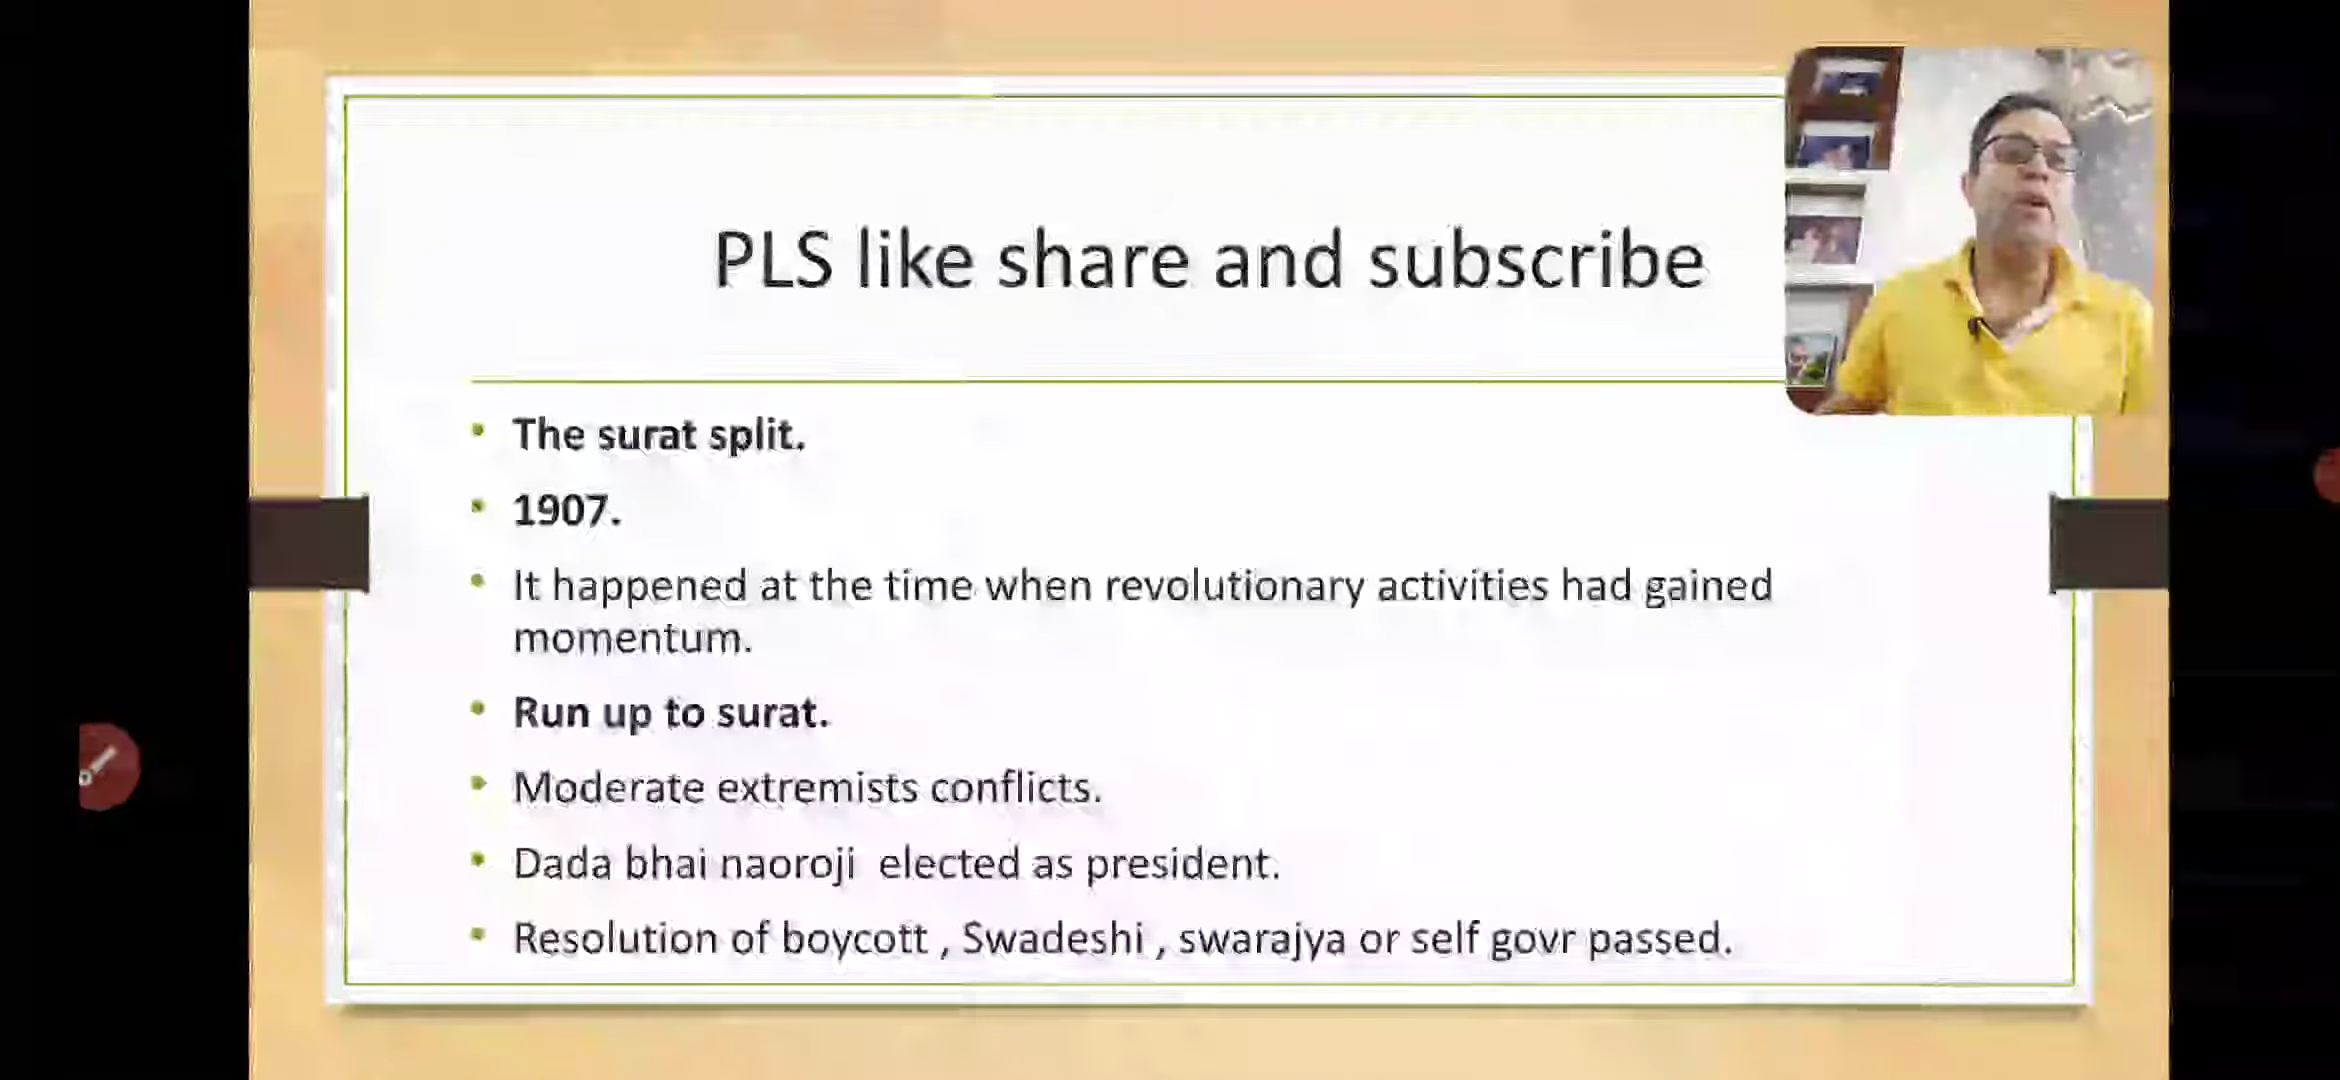 PLS like share and subscribe
• The surat split.
• 1907.
• It happened at the time when revolutionary activities had gained
momentum.
• Run up to surat.
• Moderate extremists conflicts.
• Dada bhai naoroji elected as president.
• Resolution of boycott , Swadeshi , swarajya or self govr passed.